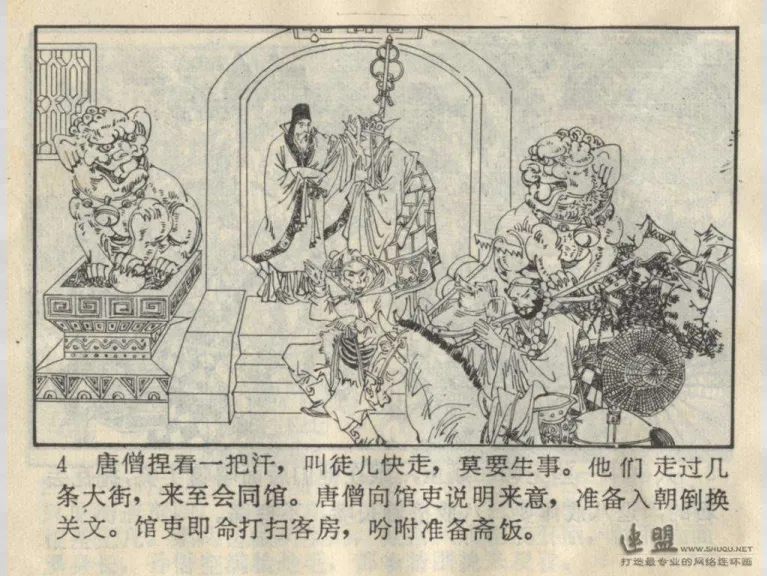 4 唐僧捏着一把汗，叫徒儿快走，莫要生事。他们走过几
条大街，来至会同馆。唐僧向馆吏说明来意，准备入朝倒换
关文。馆吏即命打扫客房，吩咐准备斋饭。
连盟 WWW.SHUQU.NET
打造最专业的网络连环画